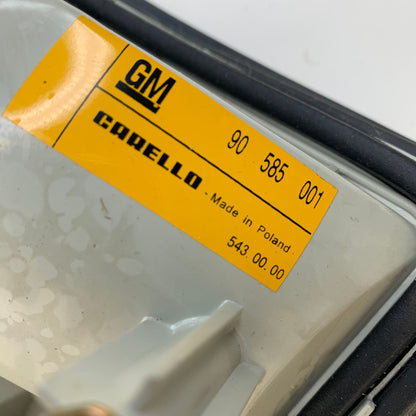 GM
90 585 001
CARELLO - Made in Poland
543.00.00